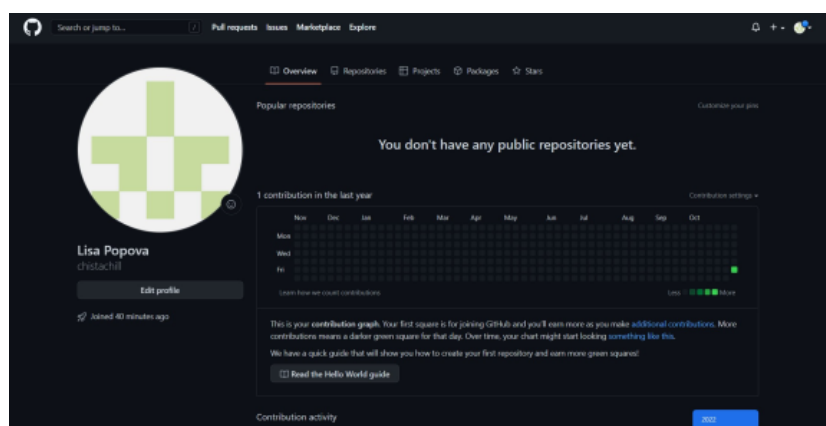 Search or jump to... /
Pull requests Issues Marketplace Explore
Overview Repositories Projects Packages Stars
Popular repositories
Customize your pins
You don't have any public repositories yet.
1 contribution in the last year
Contribution settings
Nov Dec Jan Feb Mar Apr May Jun Jul Aug Sep Oct
Mon
Wed
Fri
Learn how we count contributions
Less More
Lisa Popova
chistachill
Edit profile
Joined 40 minutes ago
This is your contribution graph. Your first square is for joining GitHub and you'll earn more as you make additional contributions. More
contributions means a darker green square for that day. Over time, your chart might start looking something like this.
We have a quick guide that will show you how to create your first repository and earn more green squares!
Read the Hello World guide
Contribution activity
2022